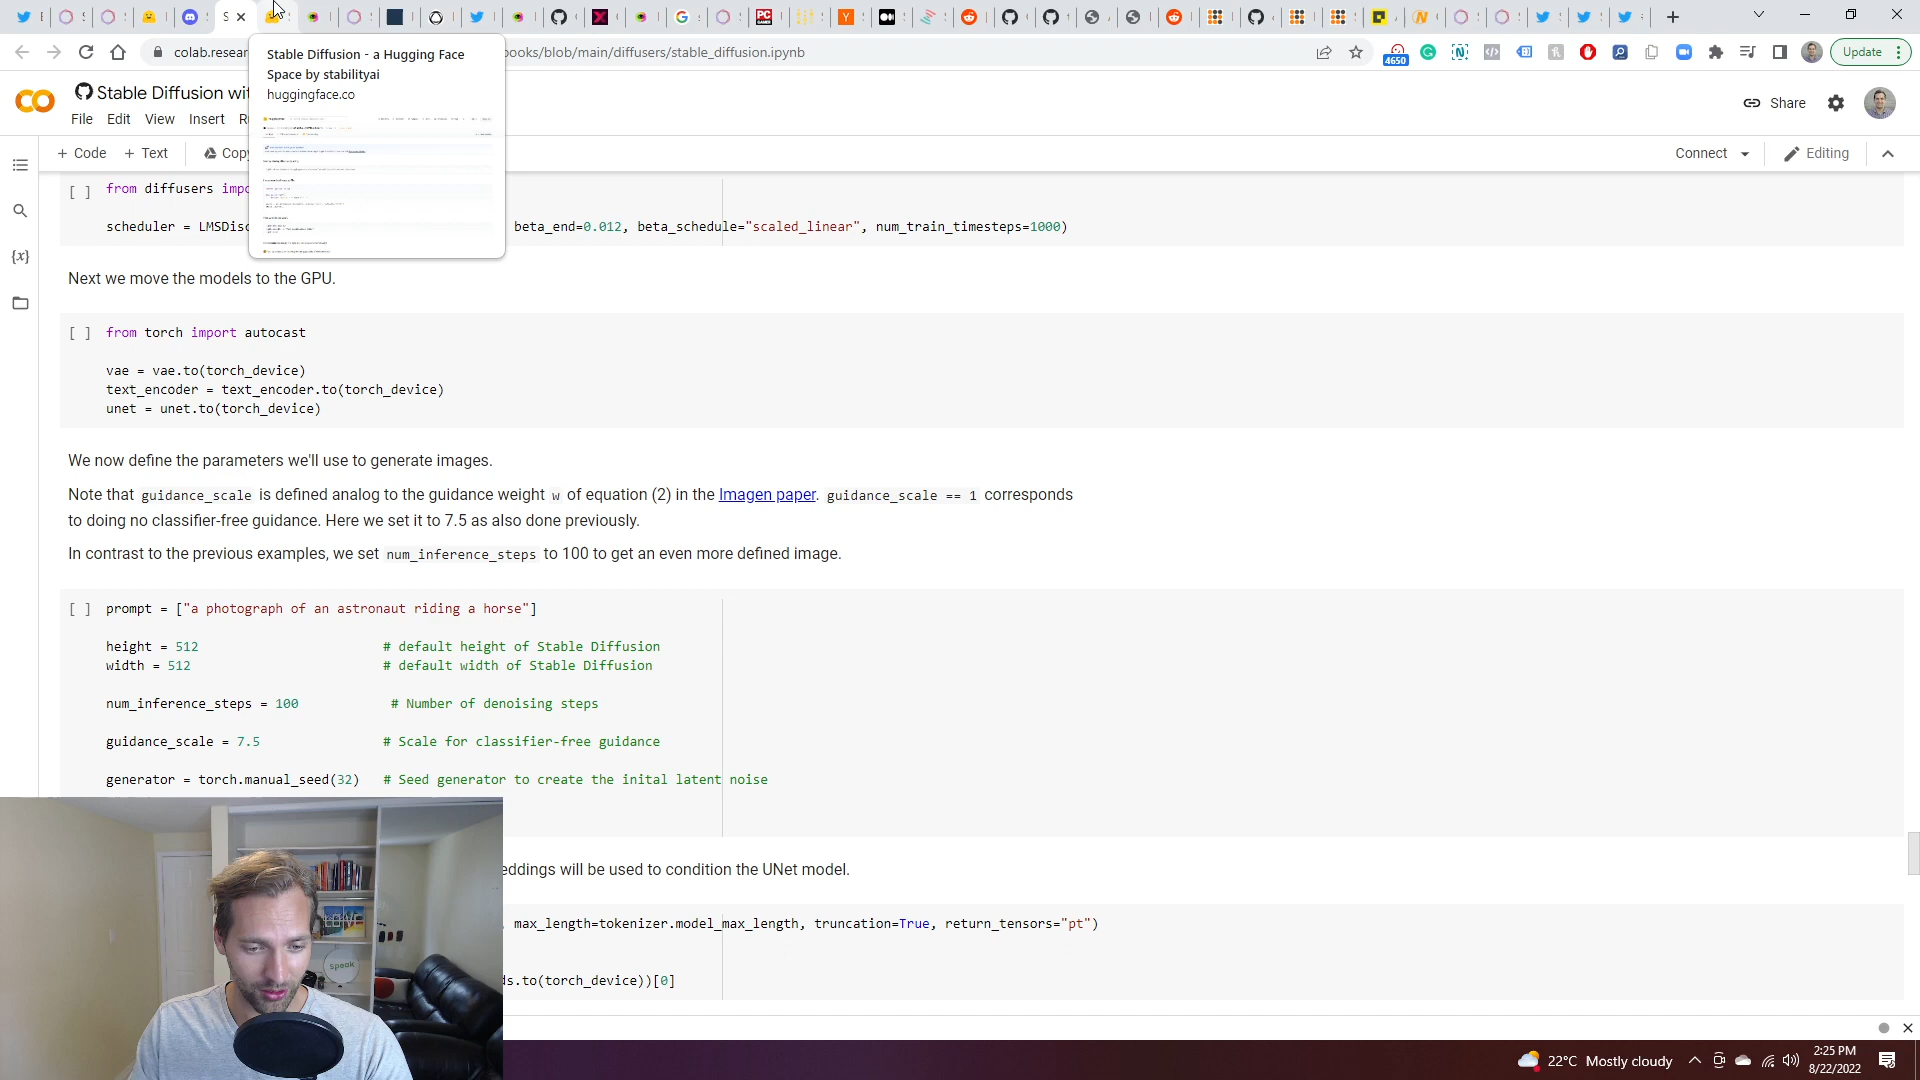 colab.resear
ooks/blob/main/diffusers/stable_diffusion.ipynb
4650
Update
Stable Diffusion - a Hugging Face
Space by stabilityai
huggingface.co
Stable Diffusion wit
Share
File Edit View Insert R
+ Code + Text Copy
Connect
Editing
[ ] from diffusers impo
scheduler = LMSDisc
beta_end=0.012, beta_schedule="scaled_linear", num_train_timesteps=1000)
Next we move the models to the GPU.
[ ] from torch import autocast
vae = vae.to(torch_device)
text_encoder = text_encoder.to(torch_device)
unet = unet.to(torch_device)
We now define the parameters we'll use to generate images.
Note that guidance_scale is defined analog to the guidance weight w of equation (2) in the Imagen paper. guidance_scale == 1 corresponds
to doing no classifier-free guidance. Here we set it to 7.5 as also done previously.
In contrast to the previous examples, we set num_inference_steps to 100 to get an even more defined image.
[ ] prompt = ["a photograph of an astronaut riding a horse"]
height = 512 # default height of Stable Diffusion
width = 512 # default width of Stable Diffusion
num_inference_steps = 100 # Number of denoising steps
guidance_scale = 7.5 # Scale for classifier-free guidance
generator = torch.manual_seed(32) # Seed generator to create the inital latent noise
eddings will be used to condition the UNet model.
, max_length=tokenizer.model_max_length, truncation=True, return_tensors="pt")
ds.to(torch_device))[0]
Speak
22°C Mostly cloudy
2:25 PM
8/22/2022